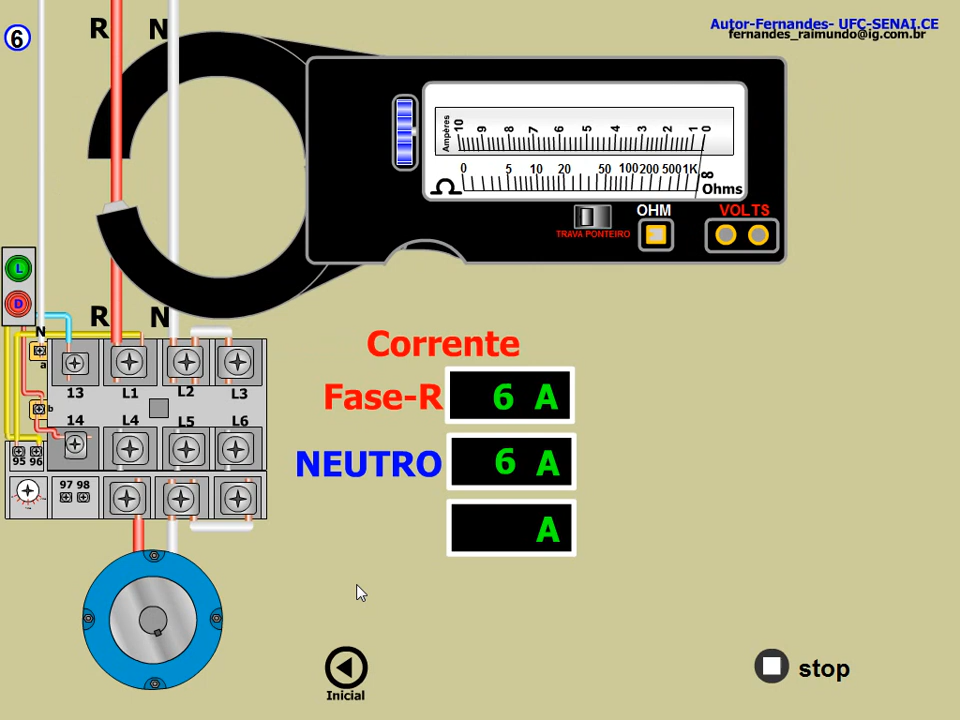 6
R N
Autor-Fernandes- UFC-SENAI.CE
fernandes_raimundo@ig.com.br
Ampères
10 9 8 7 6 5 4 3 2 1 0
0 5 10 20 50 100 200 500 1K ∞
Ω Ohms
TRAVA PONTEIRO
OHM
VOLTS
L
D
R N
N
a
13 L1 L2 L3
b
14 L4 L5 L6
95 96
97 98
Corrente
Fase-R 6 A
NEUTRO 6 A
A
Inicial
stop